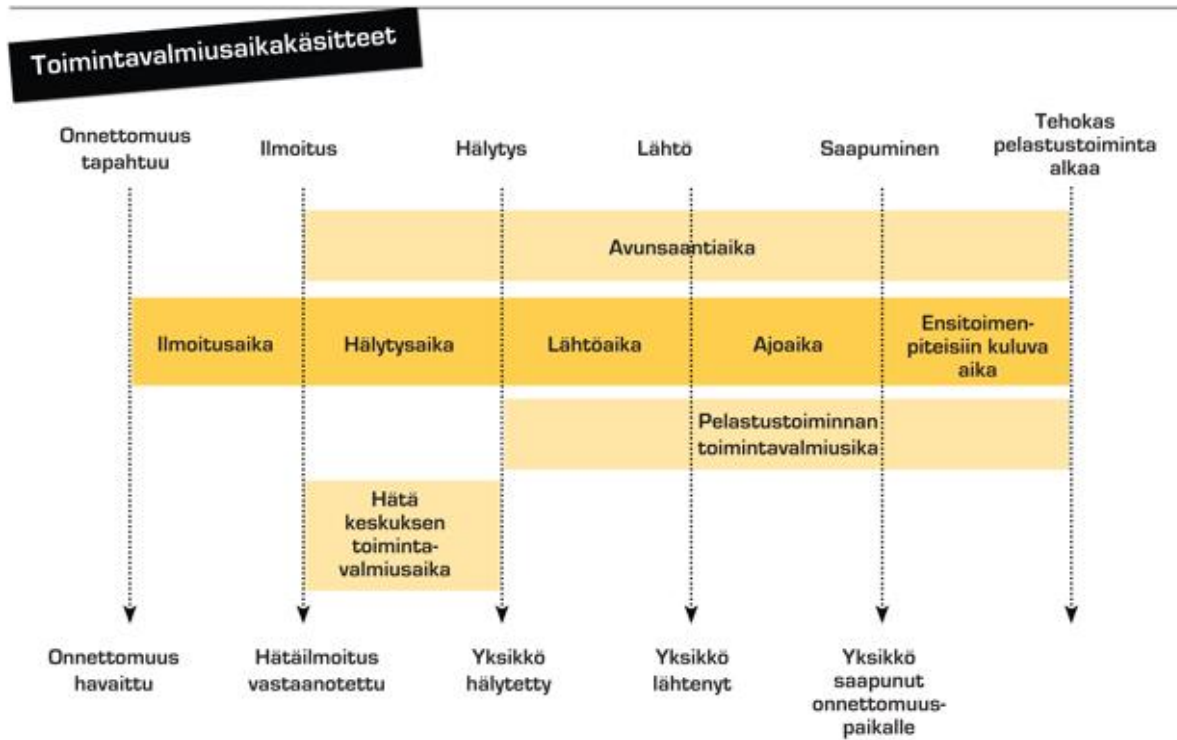 Toimintavalmiusaikakäsitteet
Onnettomuus
tapahtuu
Ilmoitus
Hälytys
Lähtö
Saapuminen
Tehokas
pelastustoiminta
alkaa
Avunsaantiaika
Ilmoitusaika
Hälytysaika
Lähtöaika
Ajoaika
Ensitoimen-
piteisiin kuluva
aika
Pelastustoiminnan
toimintavalmiusika
Hätä
keskuksen
toiminta-
valmiusaika
Onnettomuus
havaittu
Hätäilmoitus
vastaanotettu
Yksikkö
hälytetty
Yksikkö
lähtenyt
Yksikkö
saapunut
onnettomuus-
paikalle